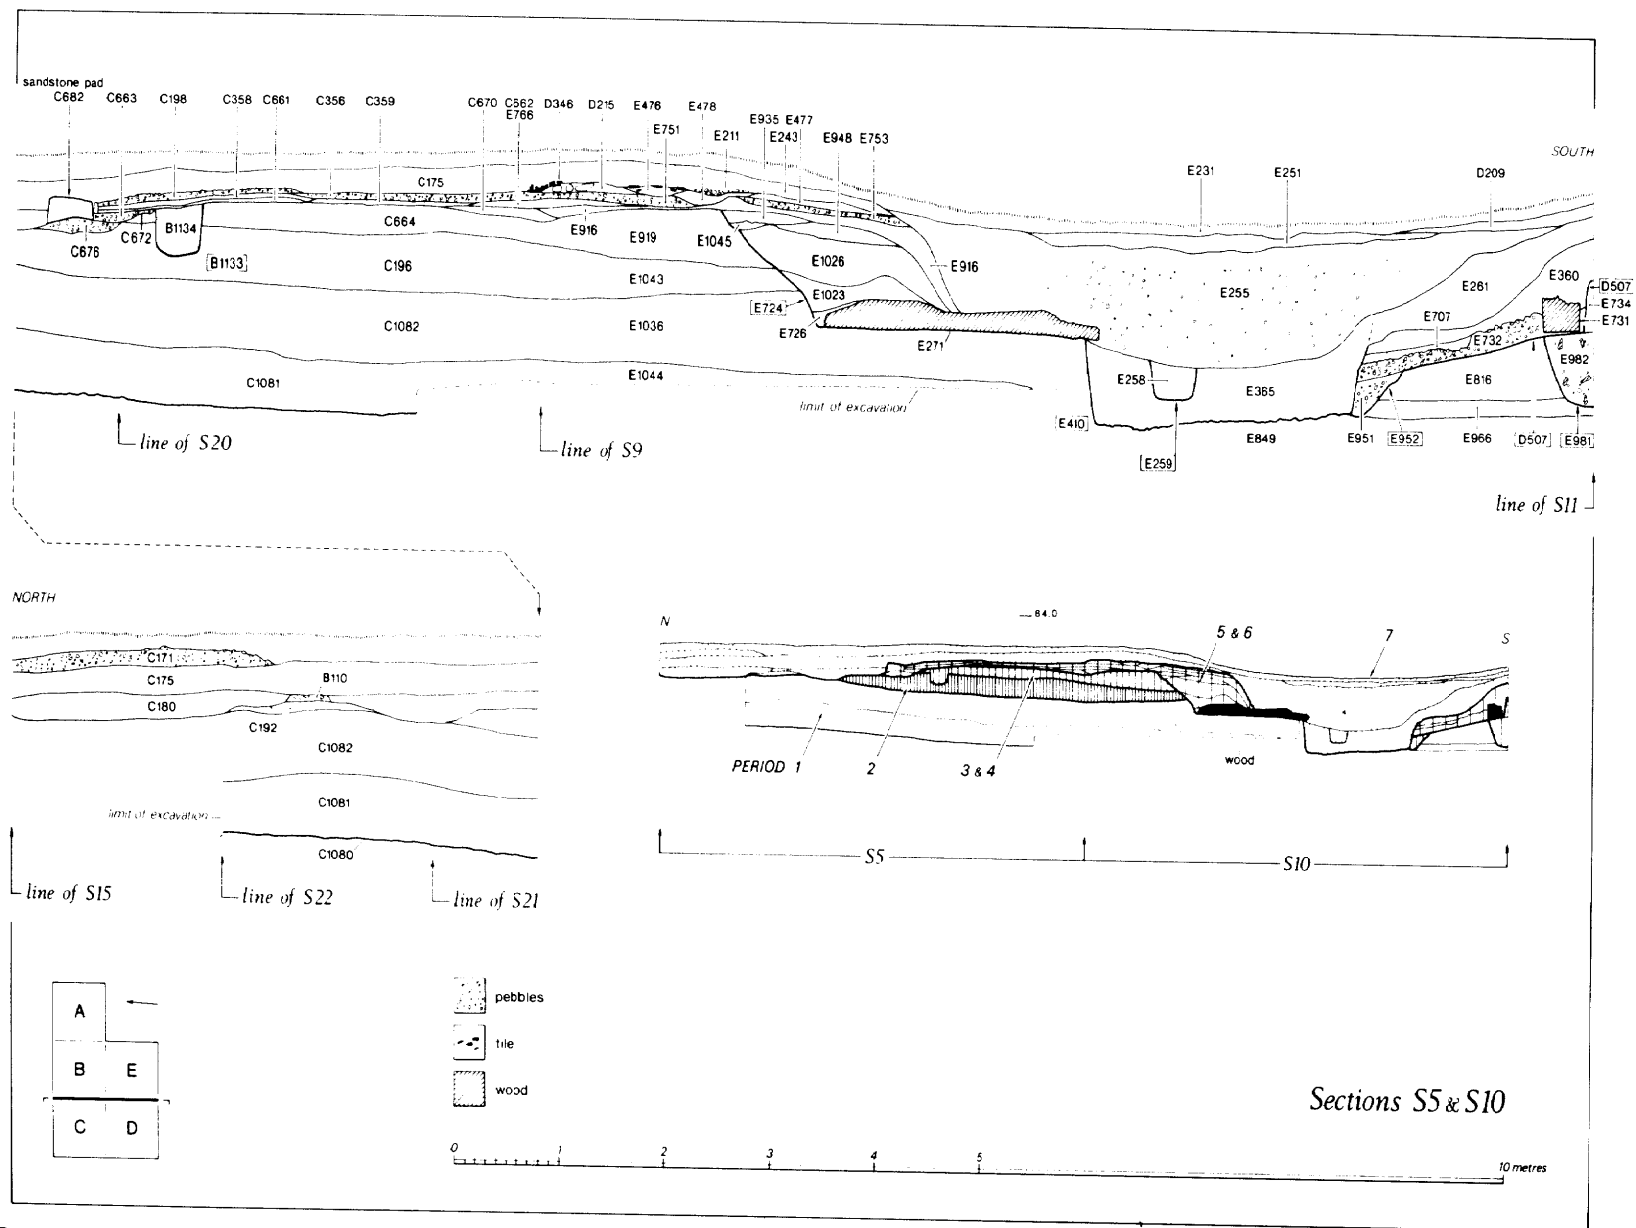 sandstone pad
C682 C663 C198 C358 C661 C356 C359 C670 C662 D346 D215 E476 E478
E766
E751
E211
E935 E477
E243 E948 E753
SOUTH
E231 E251 D209
C175
C676 C672 B1134 C664 E916 E919 E1045
[B1133] C196 E1043 E1026 E916
E1023
[E724]
E726
E271
C1082 E1036
C1081 E1044
limit of excavation
E255 E261 E360
[D507]
E734
E731
E707
E732
E982
E258 E365 E816
[E410]
E849 E951 [E952] E966 [D507] [E981]
[E259]
line of S20
line of S9
line of S11
NORTH
C171
C175 B110
C180
C192
C1082
C1081
limit of excavation
C1080
line of S15
line of S22
line of S21
N
84.0
5 & 6
7
S
PERIOD 1
2
3 & 4
wood
S5
S10
A
B E
C D
pebbles
tile
wood
Sections S5 & S10
0 1 2 3 4 5 10 metres